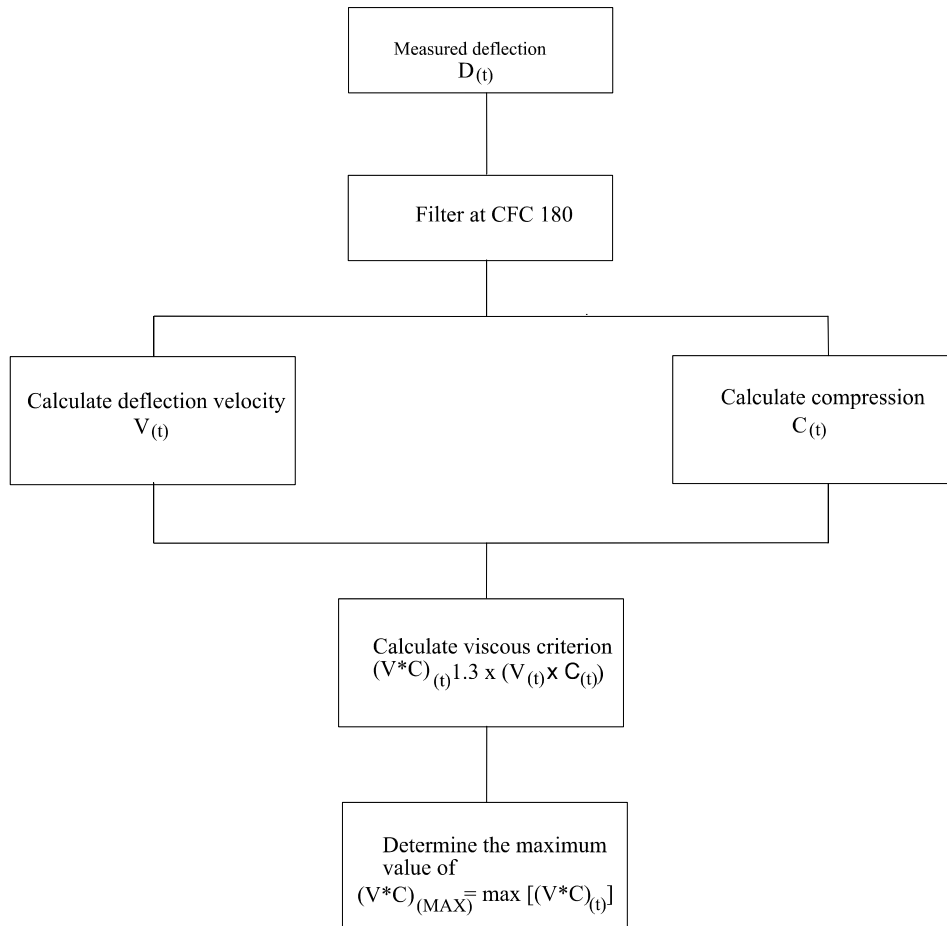 Measured deflection
D(t)
Filter at CFC 180
Calculate deflection velocity
V(t)
Calculate compression
C(t)
Calculate viscous criterion
(V*C)(t)1.3 x (V(t)x C(t))
Determine the maximum
value of
(V*C)(MAX)= max [(V*C)(t)]